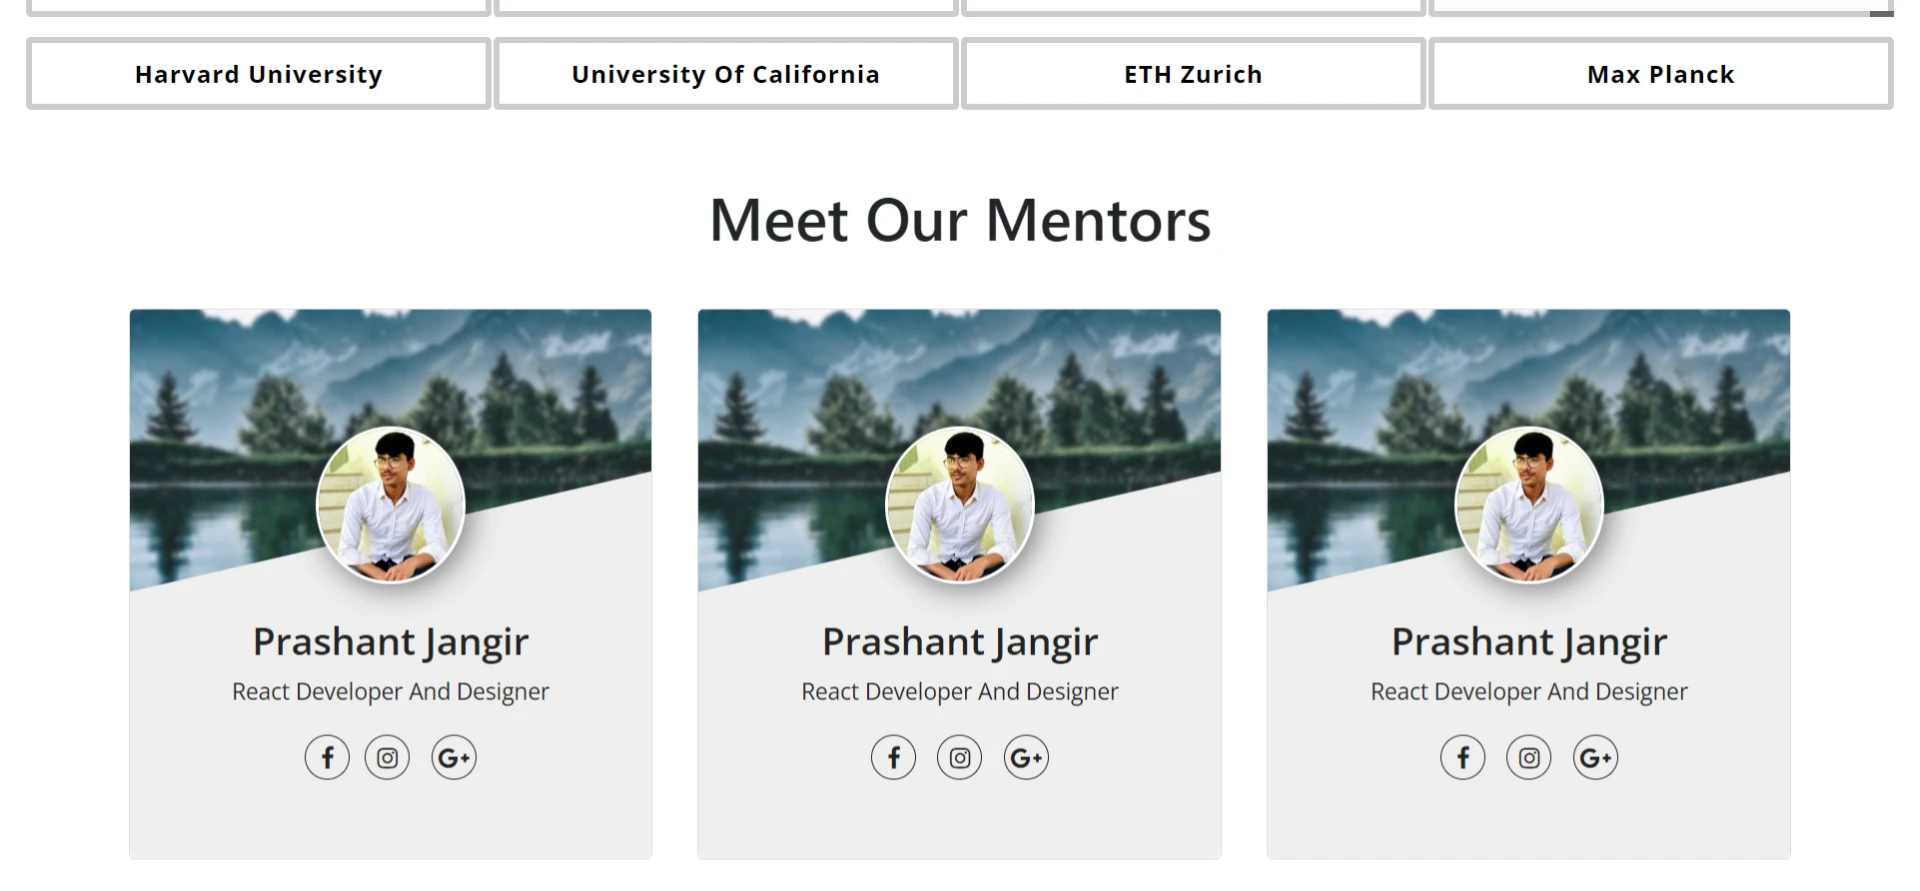 Harvard University University Of California ETH Zurich Max Planck
Meet Our Mentors
Prashant Jangir Prashant Jangir Prashant Jangir
React Developer And Designer React Developer And Designer React Developer And Designer
f G+ f G+ f G+